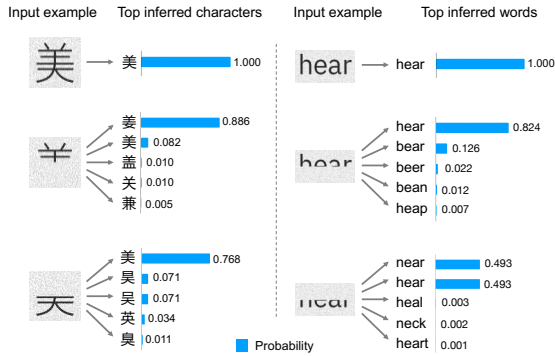 Input example
Top inferred characters
美
美 1.000
姜 0.886
美 0.082
盖 0.010
关 0.010
兼 0.005
美 0.768
昊 0.071
吴 0.071
英 0.034
臭 0.011
Input example
Top inferred words
hear
hear 1.000
hear 0.824
bear 0.126
beer 0.022
bean 0.012
heap 0.007
near 0.493
hear 0.493
heal 0.003
neck 0.002
heart 0.001
Probability